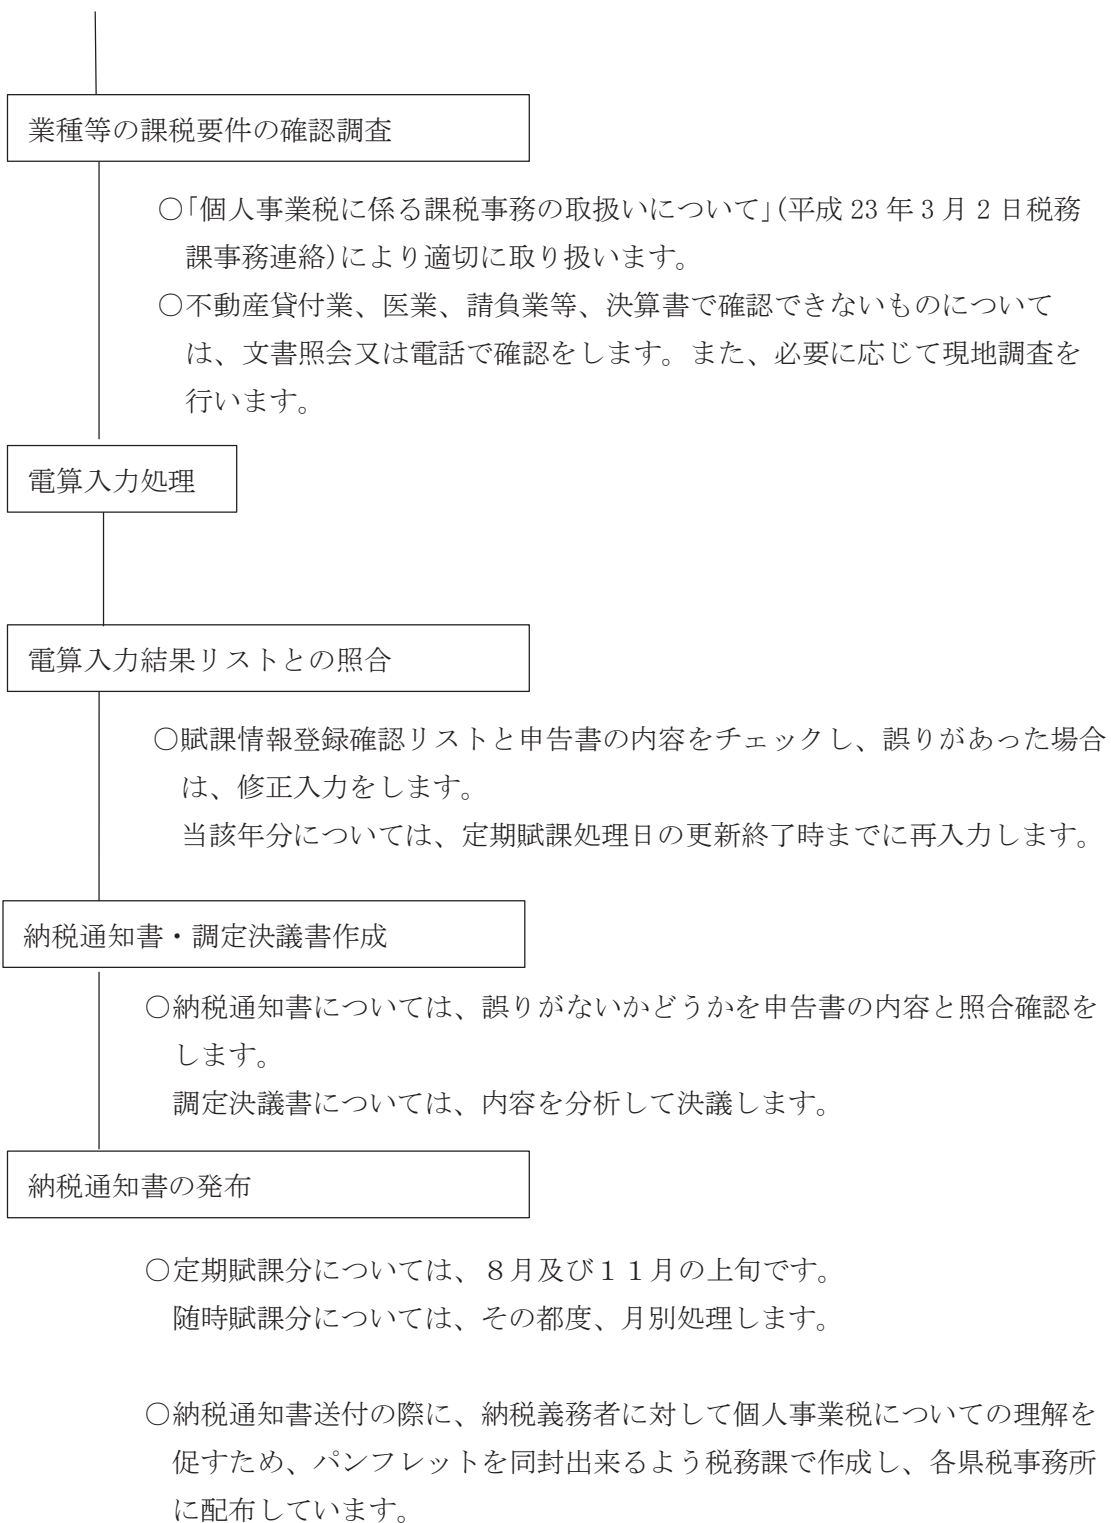 業種等の課税要件の確認調査
○「個人事業税に係る課税事務の取扱いについて」(平成 23 年 3 月 2 日税務
課事務連絡)により適切に取り扱います。
○不動産貸付業、医業、請負業等、決算書で確認できないものについて
は、文書照会又は電話で確認をします。また、必要に応じて現地調査を
行います。
電算入力処理
電算入力結果リストとの照合
○賦課情報登録確認リストと申告書の内容をチェックし、誤りがあった場合
は、修正入力をします。
当該年分については、定期賦課処理日の更新終了時までに再入力します。
納税通知書・調定決議書作成
○納税通知書については、誤りがないかどうかを申告書の内容と照合確認を
します。
調定決議書については、内容を分析して決議します。
納税通知書の発布
○定期賦課分については、８月及び１１月の上旬です。
随時賦課分については、その都度、月別処理します。
○納税通知書送付の際に、納税義務者に対して個人事業税についての理解を
促すため、パンフレットを同封出来るよう税務課で作成し、各県税事務所
に配布しています。